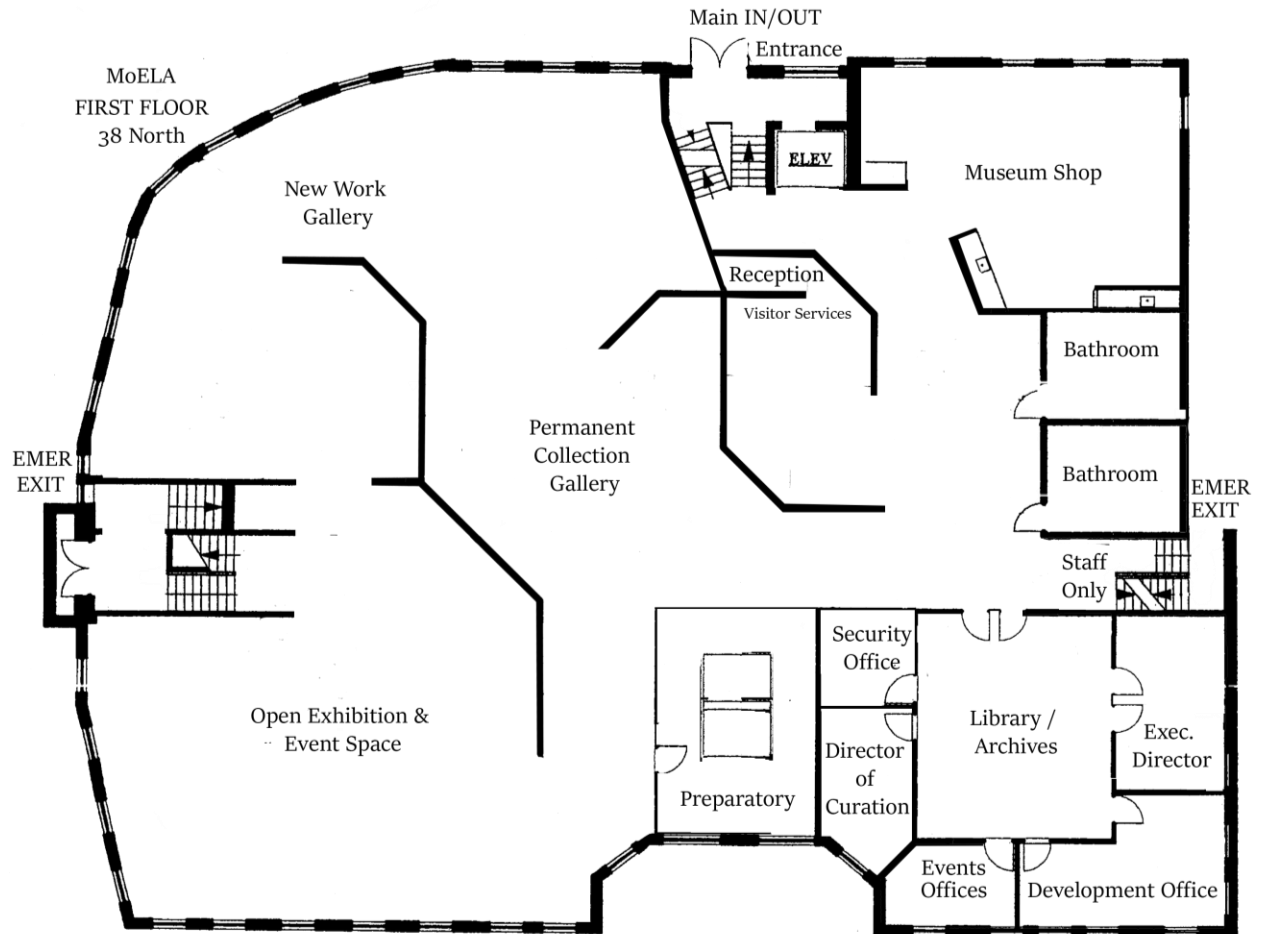 Main IN/OUT
Entrance
MoELA
FIRST FLOOR
38 North
ELEV
Museum Shop
New Work
Gallery
Reception
Visitor Services
Bathroom
Permanent
Collection
Gallery
EMER
EXIT
Bathroom
EMER
EXIT
Staff
Only
Security
Office
Open Exhibition &
Event Space
Library /
Archives
Exec.
Director
Director
of
Curation
Preparatory
Events
Offices
Development Office